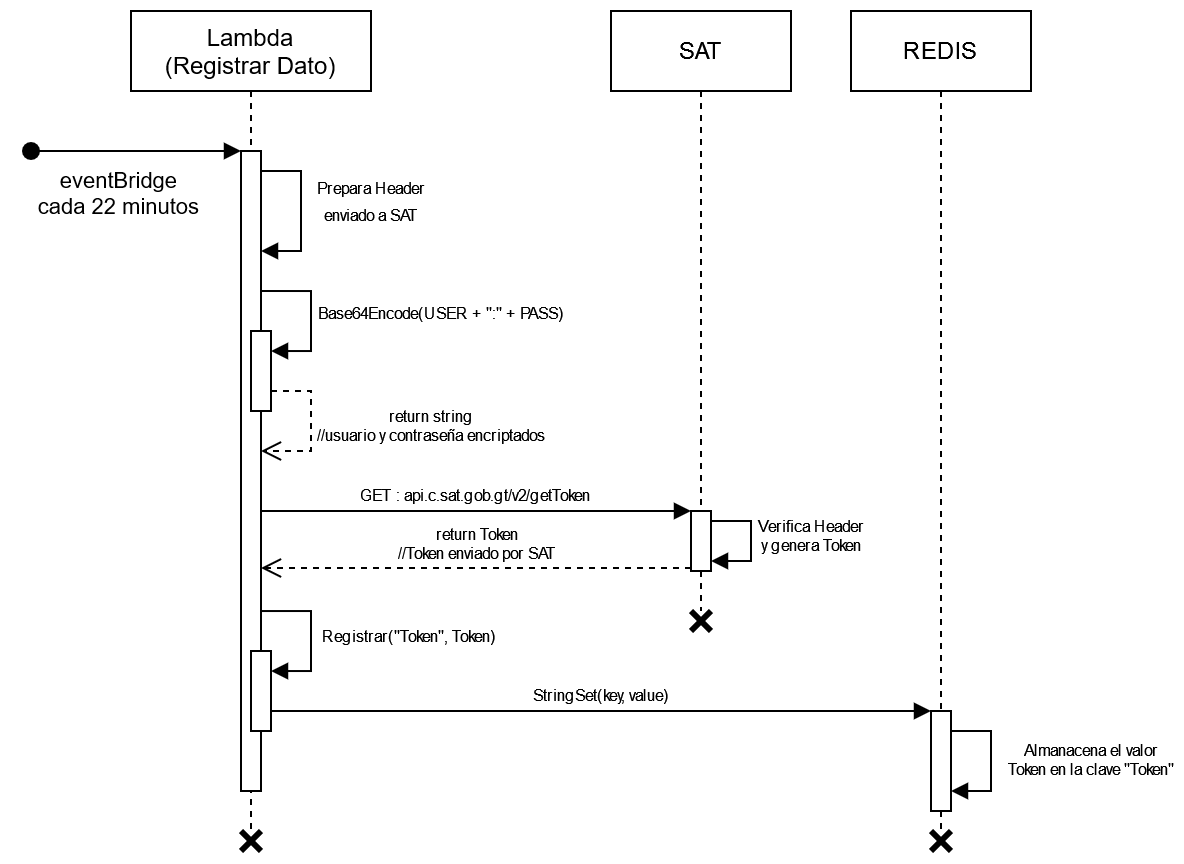 Lambda
(Registrar Dato)
SAT
REDIS
eventBridge
cada 22 minutos
Prepara Header
enviado a SAT
Base64Encode(USER + ":" + PASS)
return string
//usuario y contraseña encriptados
GET : api.c.sat.gob.gt/v2/getToken
return Token
//Token enviado por SAT
Verifica Header
y genera Token
Registrar("Token", Token)
StringSet(key, value)
Almanacena el valor
Token en la clave "Token"